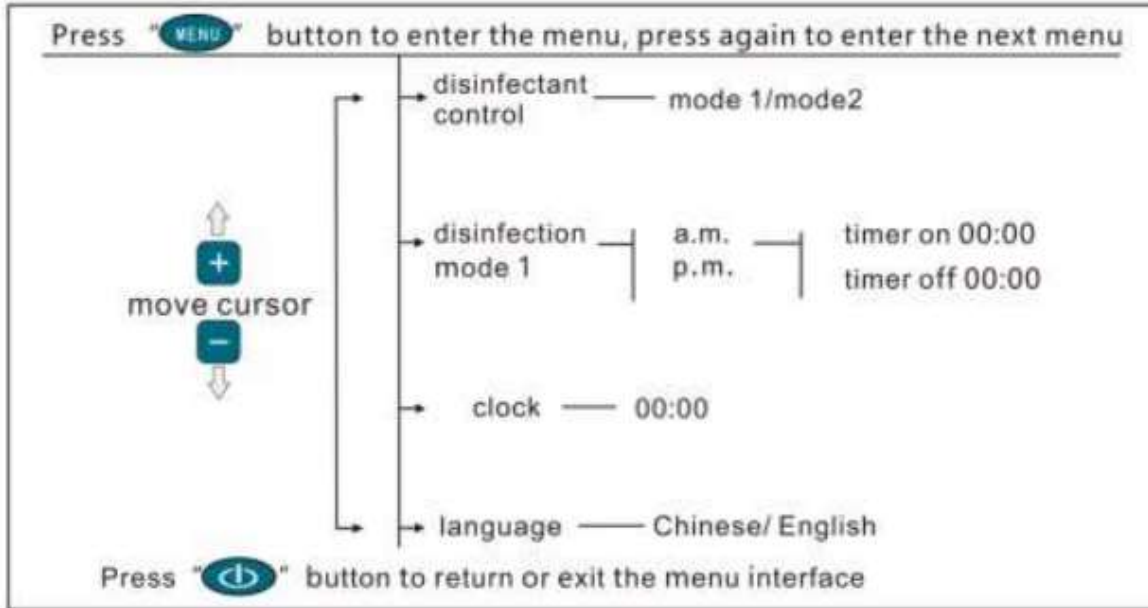 Press "MENU" button to enter the menu, press again to enter the next menu
disinfectant control mode 1/mode2
disinfection mode 1 a.m. p.m. timer on 00:00 timer off 00:00
+
move cursor
−
clock 00:00
language Chinese/ English
Press "⏻" button to return or exit the menu interface